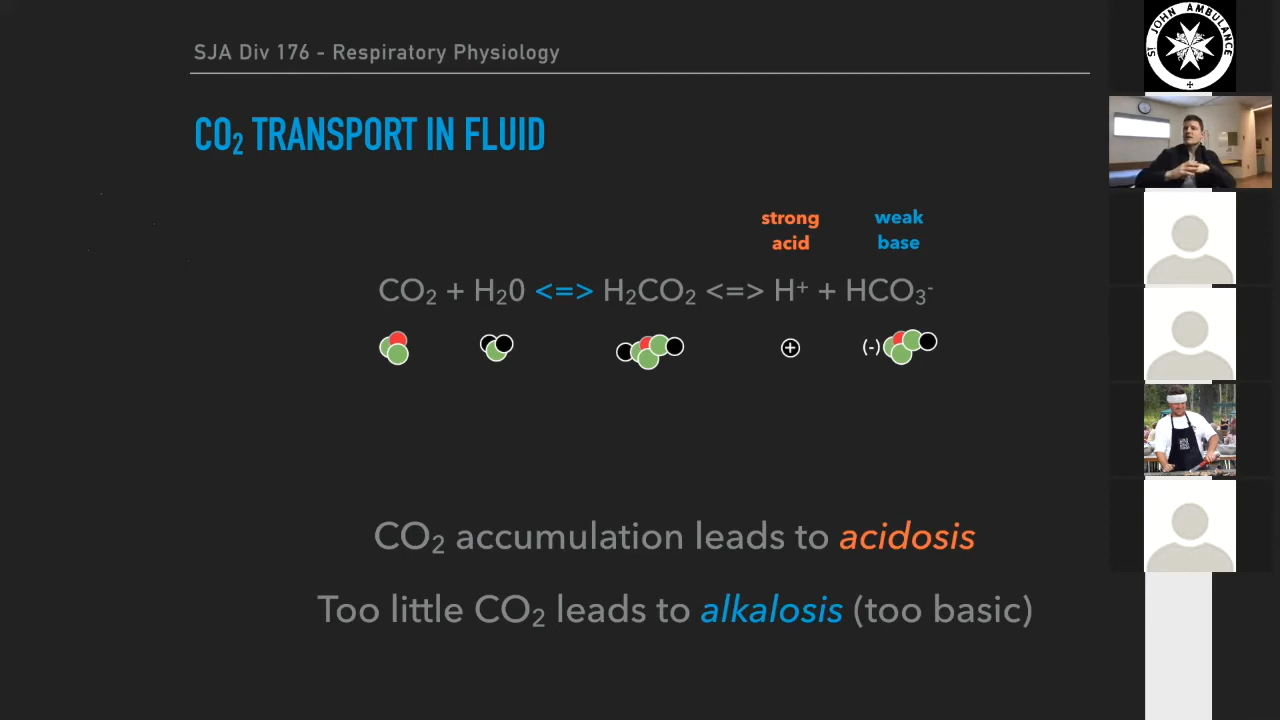 SJA Div 176 - Respiratory Physiology
CO₂ TRANSPORT IN FLUID
strong acid
weak base
CO₂ + H₂0 <=> H₂CO₂ <=> H⁺ + HCO₃⁻
+
(-)
CO₂ accumulation leads to acidosis
Too little CO₂ leads to alkalosis (too basic)
ST JOHN AMBULANCE